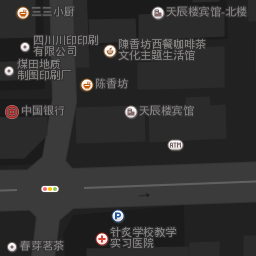 三三小厨
天辰楼宾馆-北楼
四川川印印刷
有限公司
陳香坊西餐咖啡茶
文化主题生活馆
煤田地质
制图印刷厂
陈香坊
中国银行
天辰楼宾馆
ATM
P
针炙学校教学
实习医院
春芽茗茶